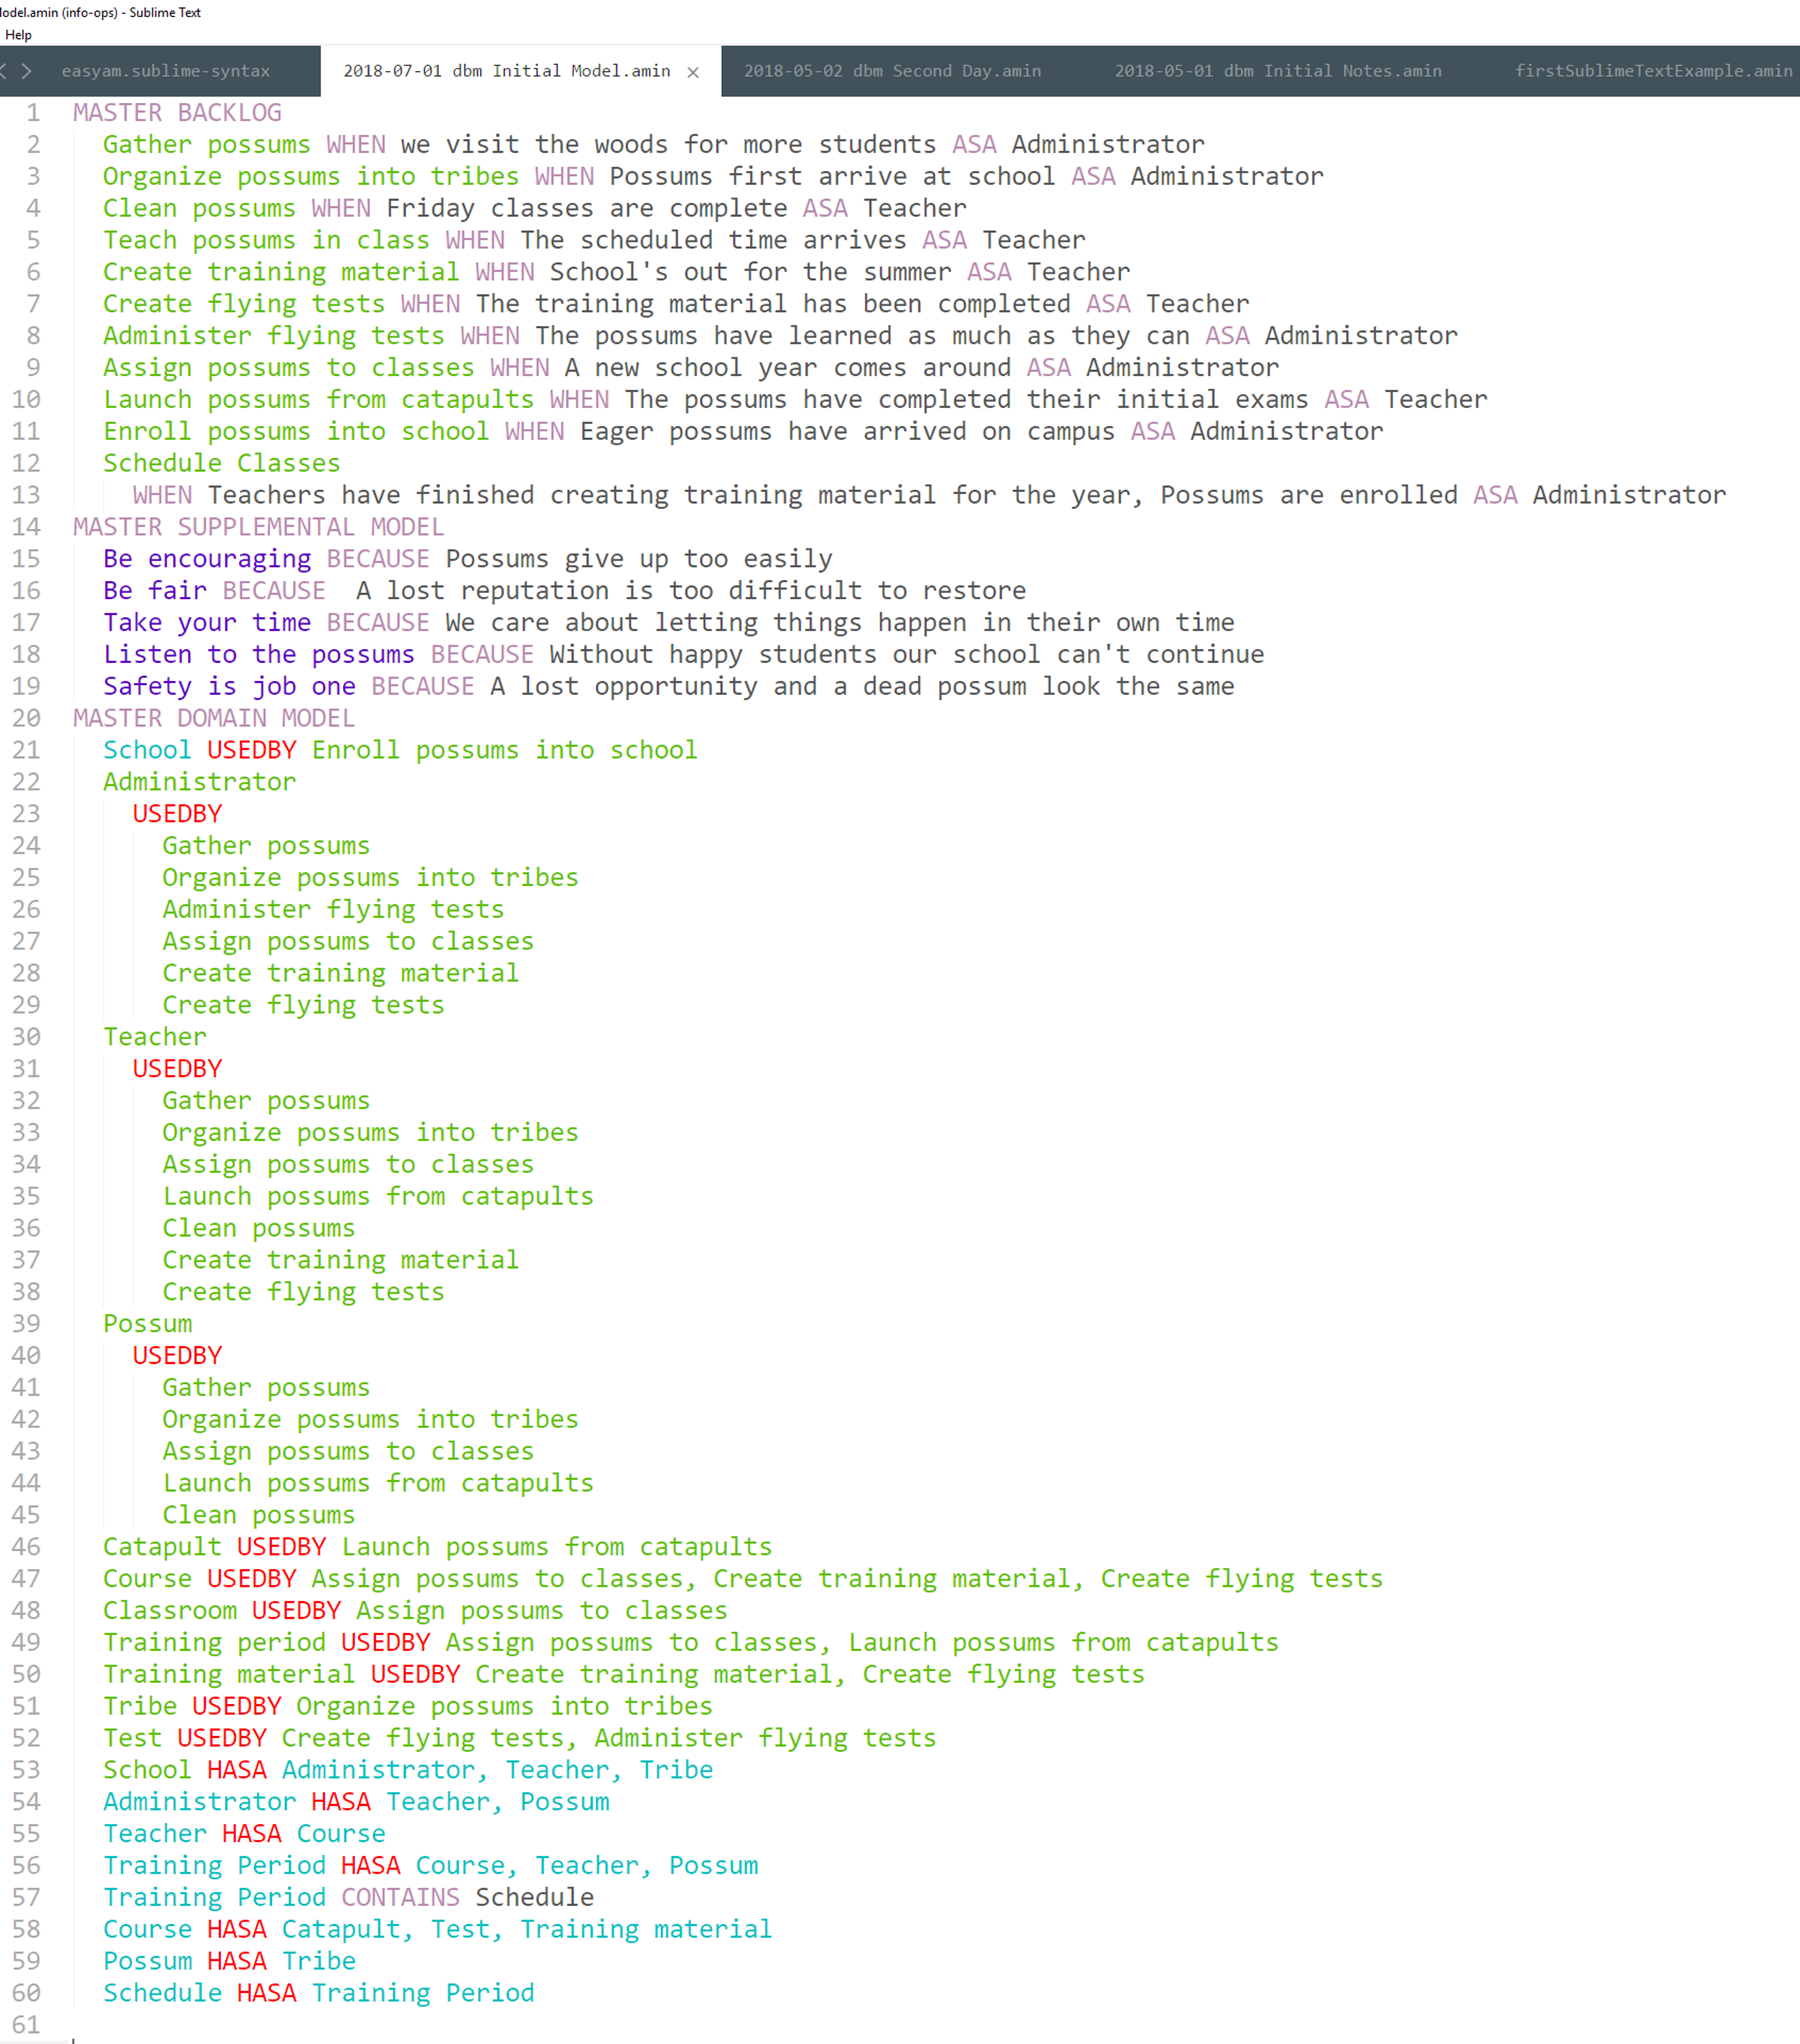 odel.amin (info-ops) - Sublime Text
Help
easyam.sublime-syntax 2018-07-01 dbm Initial Model.amin × 2018-05-02 dbm Second Day.amin 2018-05-01 dbm Initial Notes.amin firstSublimeTextExample.amin
1 MASTER BACKLOG
2 Gather possums WHEN we visit the woods for more students ASA Administrator
3 Organize possums into tribes WHEN Possums first arrive at school ASA Administrator
4 Clean possums WHEN Friday classes are complete ASA Teacher
5 Teach possums in class WHEN The scheduled time arrives ASA Teacher
6 Create training material WHEN School's out for the summer ASA Teacher
7 Create flying tests WHEN The training material has been completed ASA Teacher
8 Administer flying tests WHEN The possums have learned as much as they can ASA Administrator
9 Assign possums to classes WHEN A new school year comes around ASA Administrator
10 Launch possums from catapults WHEN The possums have completed their initial exams ASA Teacher
11 Enroll possums into school WHEN Eager possums have arrived on campus ASA Administrator
12 Schedule Classes
13 WHEN Teachers have finished creating training material for the year, Possums are enrolled ASA Administrator
14 MASTER SUPPLEMENTAL MODEL
15 Be encouraging BECAUSE Possums give up too easily
16 Be fair BECAUSE  A lost reputation is too difficult to restore
17 Take your time BECAUSE We care about letting things happen in their own time
18 Listen to the possums BECAUSE Without happy students our school can't continue
19 Safety is job one BECAUSE A lost opportunity and a dead possum look the same
20 MASTER DOMAIN MODEL
21 School USEDBY Enroll possums into school
22 Administrator
23 USEDBY
24 Gather possums
25 Organize possums into tribes
26 Administer flying tests
27 Assign possums to classes
28 Create training material
29 Create flying tests
30 Teacher
31 USEDBY
32 Gather possums
33 Organize possums into tribes
34 Assign possums to classes
35 Launch possums from catapults
36 Clean possums
37 Create training material
38 Create flying tests
39 Possum
40 USEDBY
41 Gather possums
42 Organize possums into tribes
43 Assign possums to classes
44 Launch possums from catapults
45 Clean possums
46 Catapult USEDBY Launch possums from catapults
47 Course USEDBY Assign possums to classes, Create training material, Create flying tests
48 Classroom USEDBY Assign possums to classes
49 Training period USEDBY Assign possums to classes, Launch possums from catapults
50 Training material USEDBY Create training material, Create flying tests
51 Tribe USEDBY Organize possums into tribes
52 Test USEDBY Create flying tests, Administer flying tests
53 School HASA Administrator, Teacher, Tribe
54 Administrator HASA Teacher, Possum
55 Teacher HASA Course
56 Training Period HASA Course, Teacher, Possum
57 Training Period CONTAINS Schedule
58 Course HASA Catapult, Test, Training material
59 Possum HASA Tribe
60 Schedule HASA Training Period
61